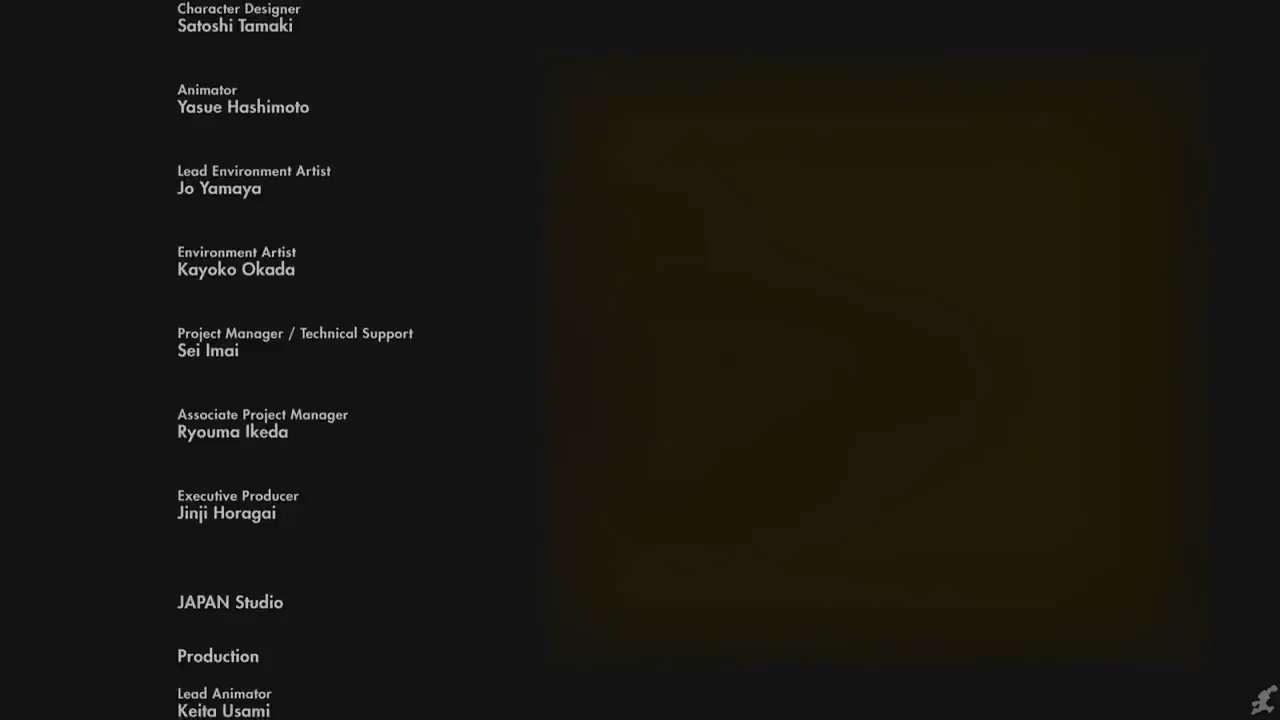 Character Designer
Satoshi Tamaki
Animator
Yasue Hashimoto
Lead Environment Artist
Jo Yamaya
Environment Artist
Kayoko Okada
Project Manager / Technical Support
Sei Imai
Associate Project Manager
Ryouma Ikeda
Executive Producer
Jinji Horagai
JAPAN Studio
Production
Lead Animator
Keita Usami